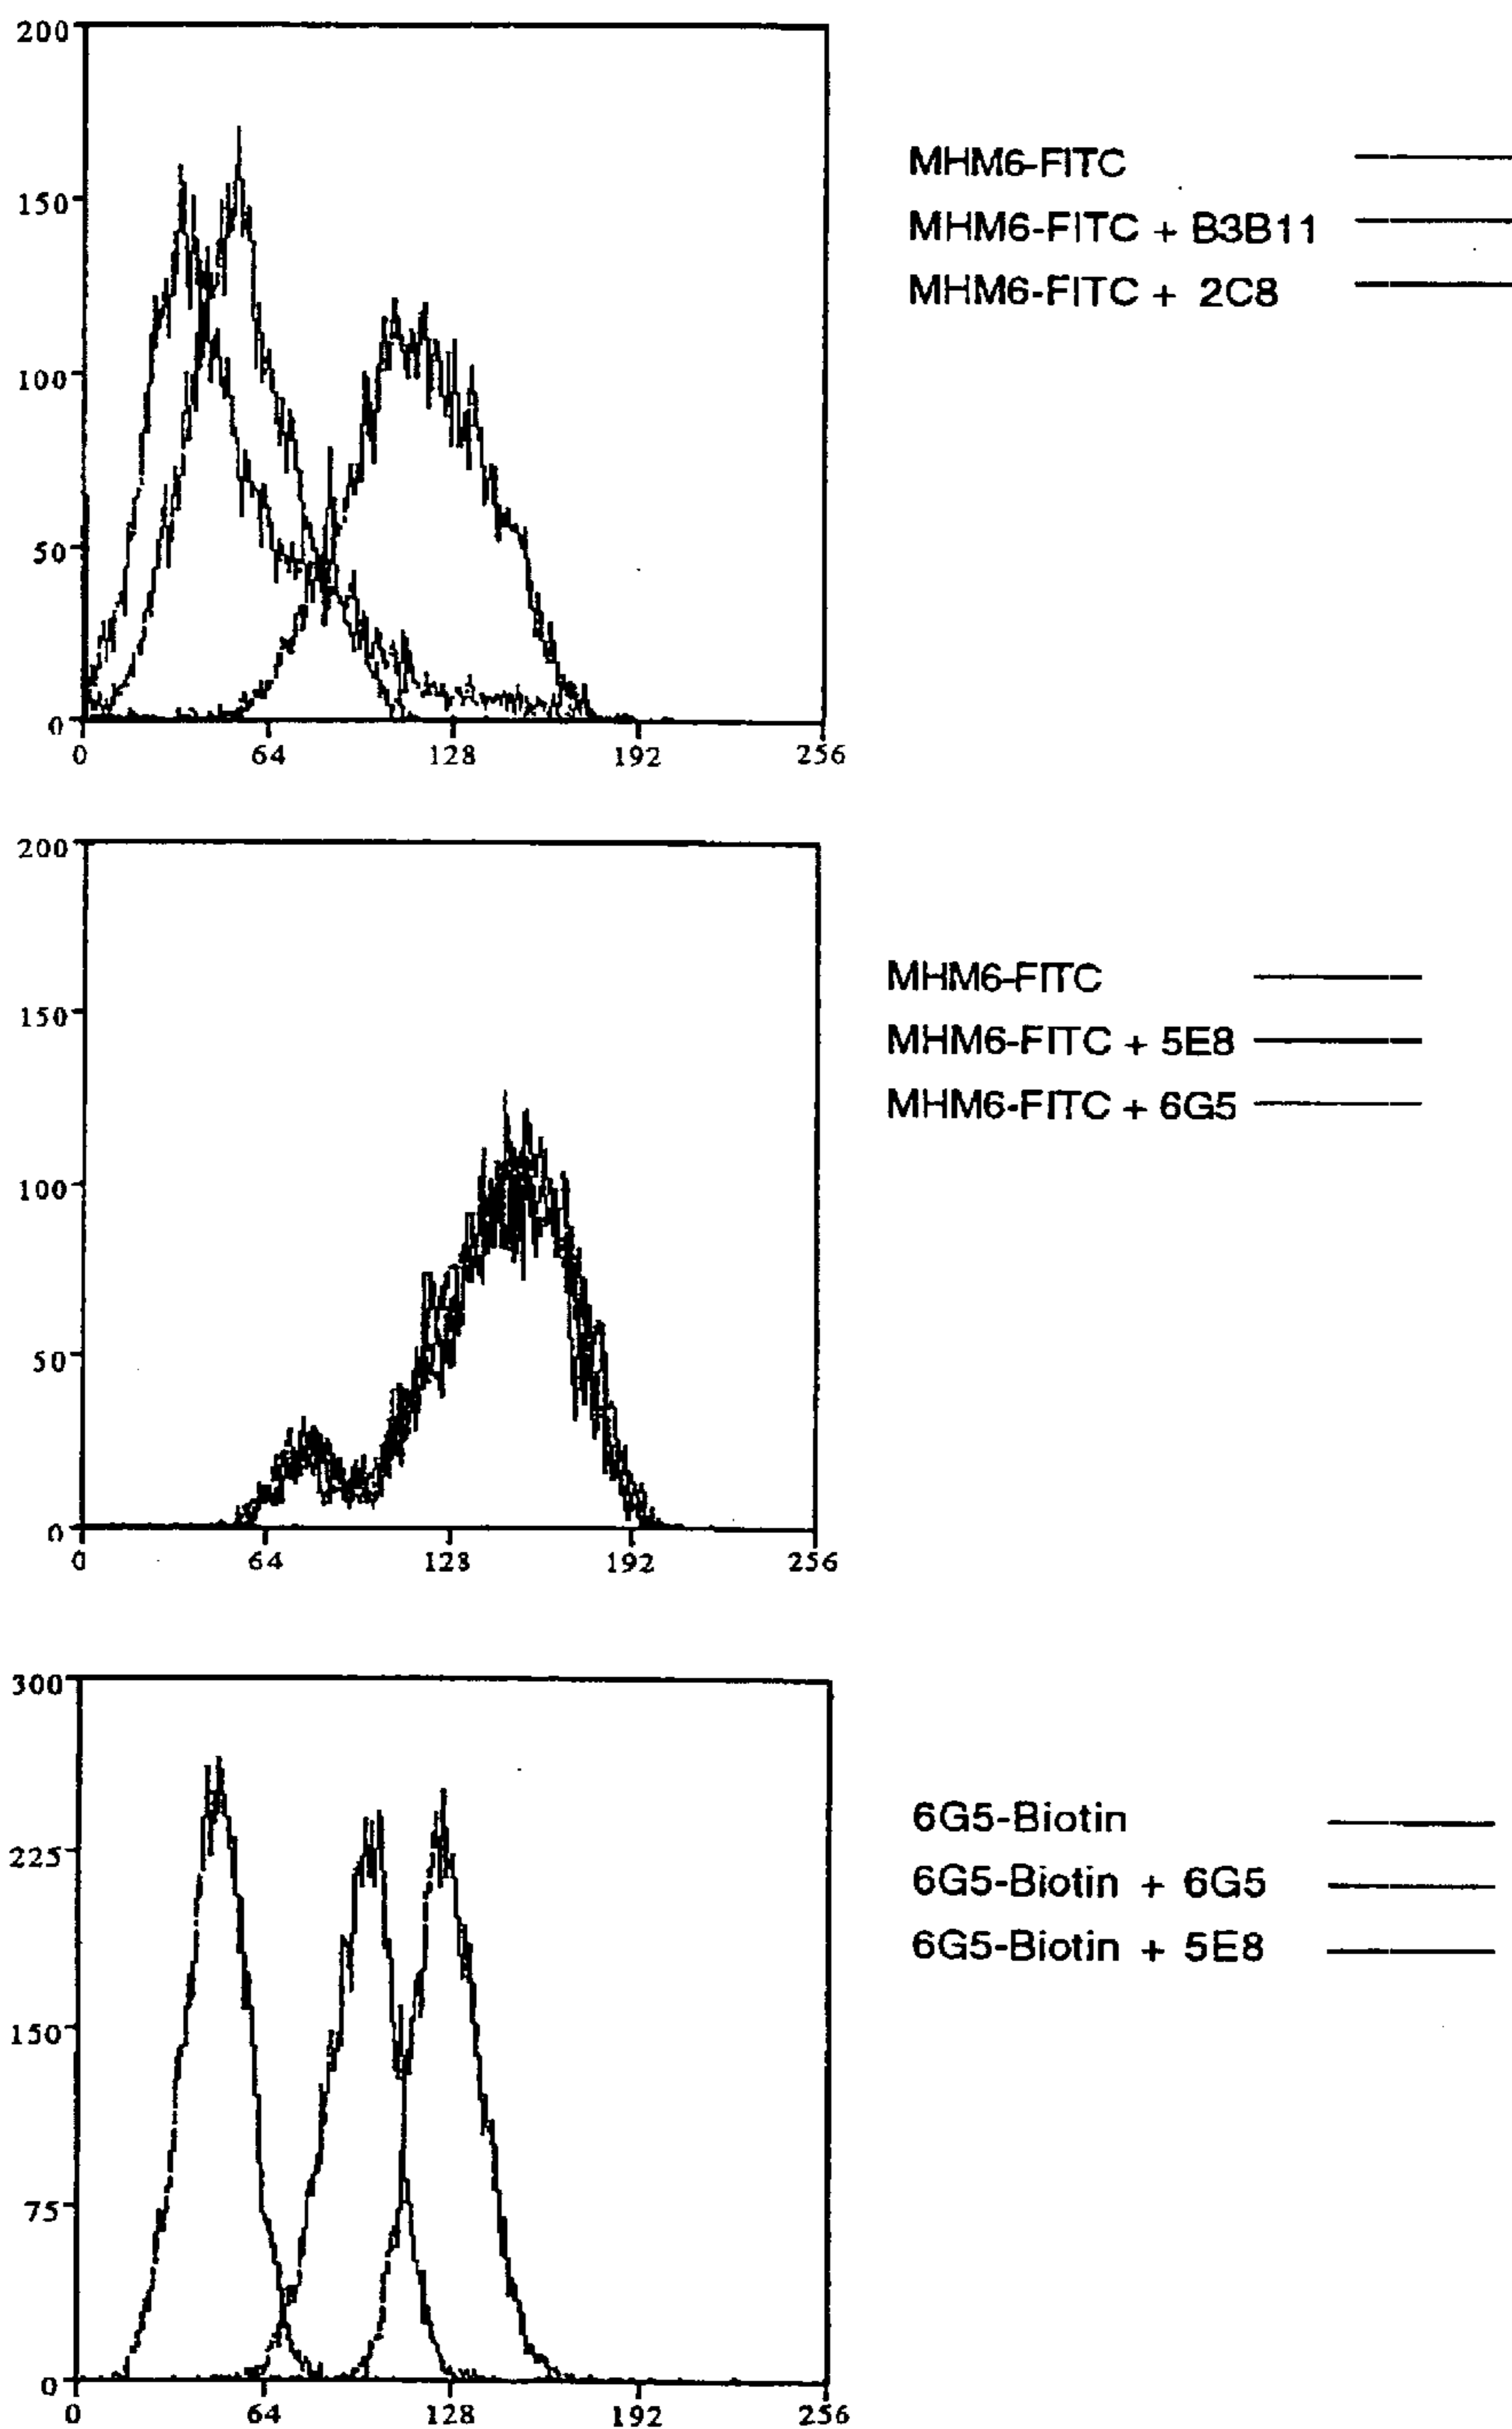 200
150
100
50
0
0 64 128 192 256
MHM6-FITC
MHM6-FITC + B3B11
MHM6-FITC + 2C8
200
150
100
50
0
0 64 128 192 256
MHM6-FITC
MHM6-FITC + 5E8
MHM6-FITC + 6G5
300
225
150
75
0
0 64 128 192 256
6G5-Biotin
6G5-Biotin + 6G5
6G5-Biotin + 5E8